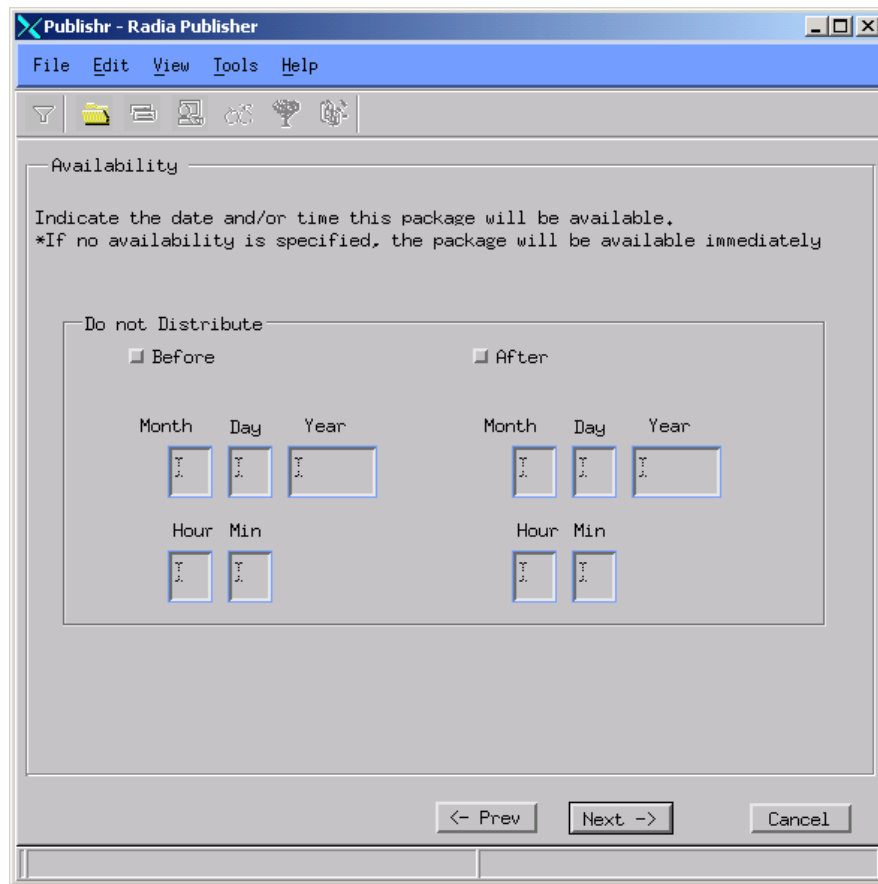 Publishr - Radia Publisher
File Edit View Tools Help
Availability
Indicate the date and/or time this package will be available.
*If no availability is specified, the package will be available immediately
Do not Distribute
Before After
Month Day Year Month Day Year
Hour Min Hour Min
<- Prev Next -> Cancel